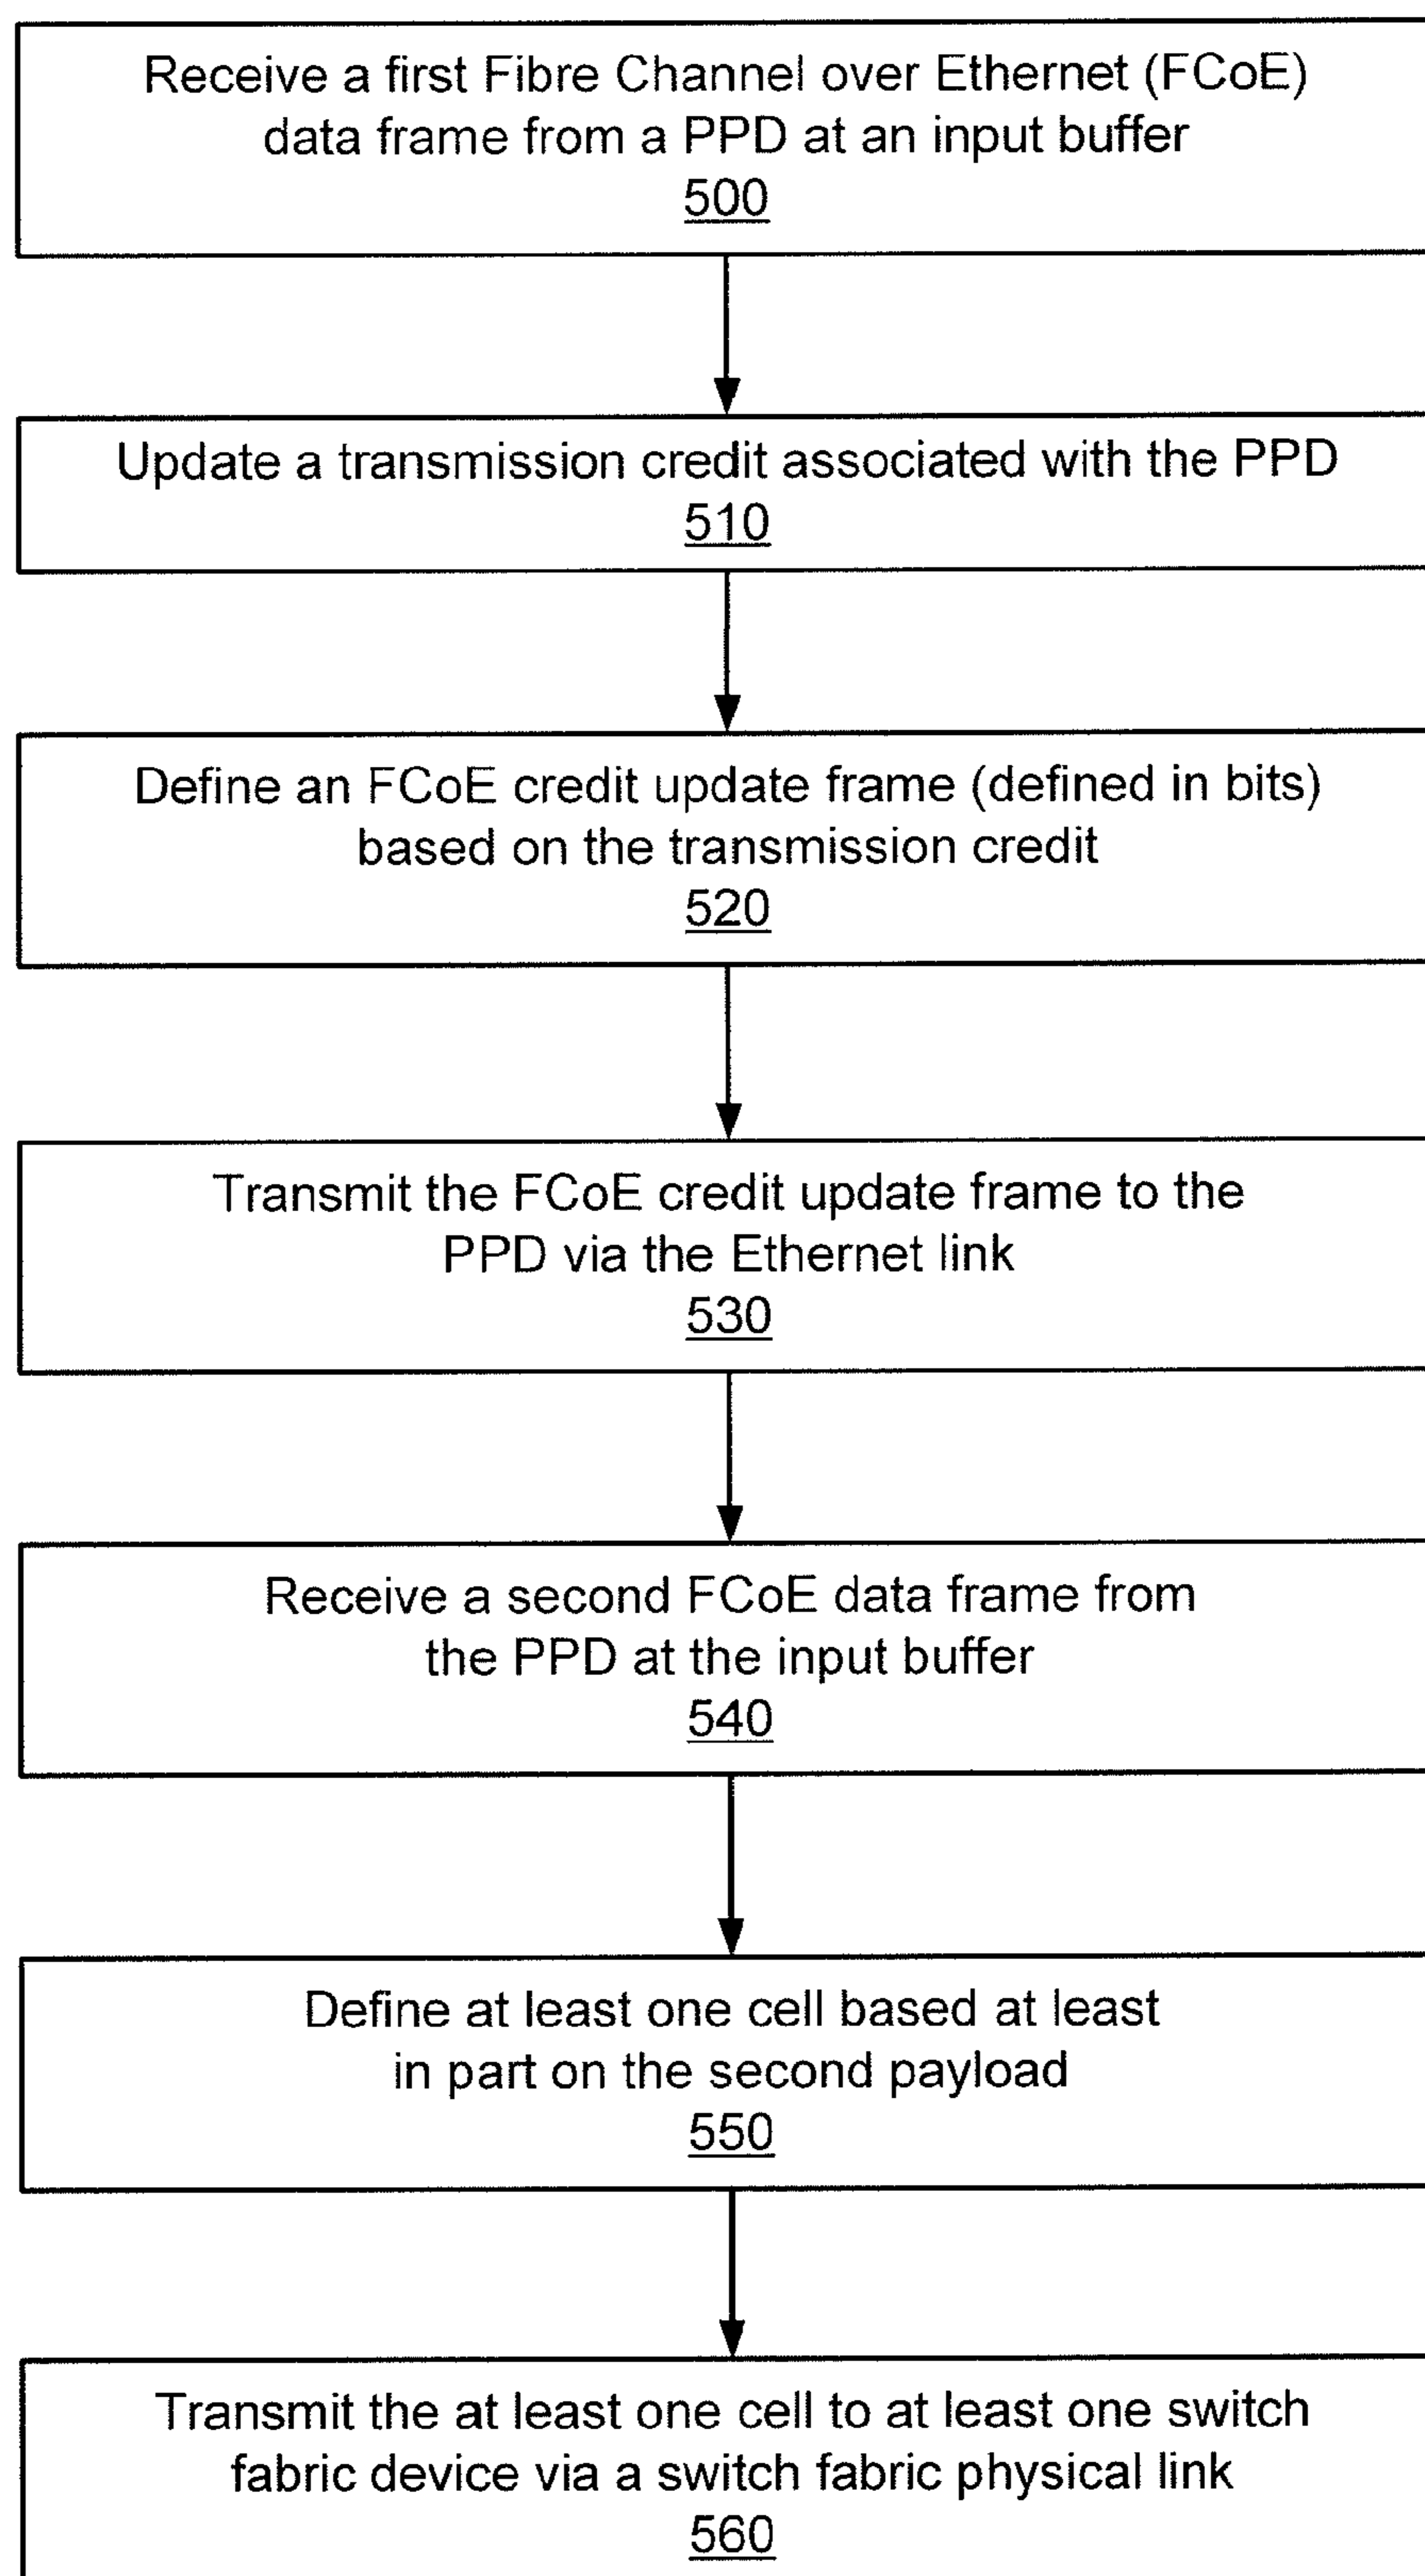 Receive a first Fibre Channel over Ethernet (FCoE)
data frame from a PPD at an input buffer
500
Update a transmission credit associated with the PPD
510
Define an FCoE credit update frame (defined in bits)
based on the transmission credit
520
Transmit the FCoE credit update frame to the
PPD via the Ethernet link
530
Receive a second FCoE data frame from
the PPD at the input buffer
540
Define at least one cell based at least
in part on the second payload
550
Transmit the at least one cell to at least one switch
fabric device via a switch fabric physical link
560